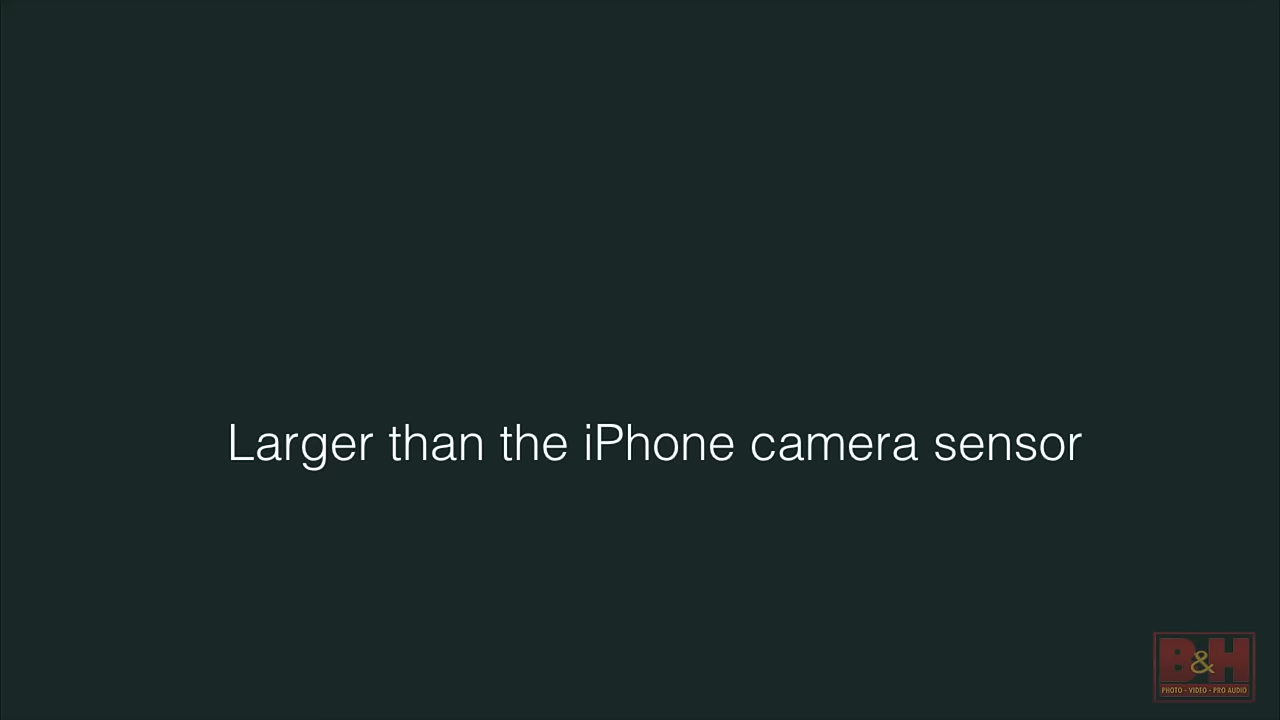 Larger than the iPhone camera sensor
B&H
PHOTO - VIDEO - PRO AUDIO